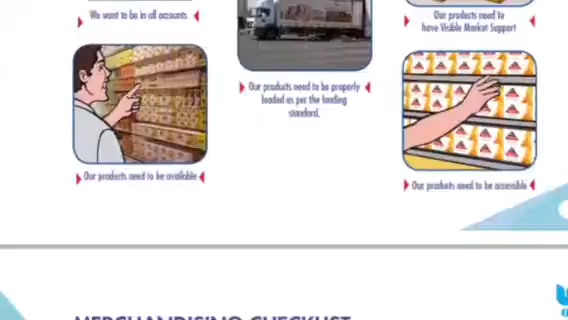 We want to be in all accounts
Our products need to
have Visible Market Support
Our products need to be properly
loaded as per the loading
standard.
Our products need to be available
Our products need to be accessible
MERCHANDISING CHECKLIST